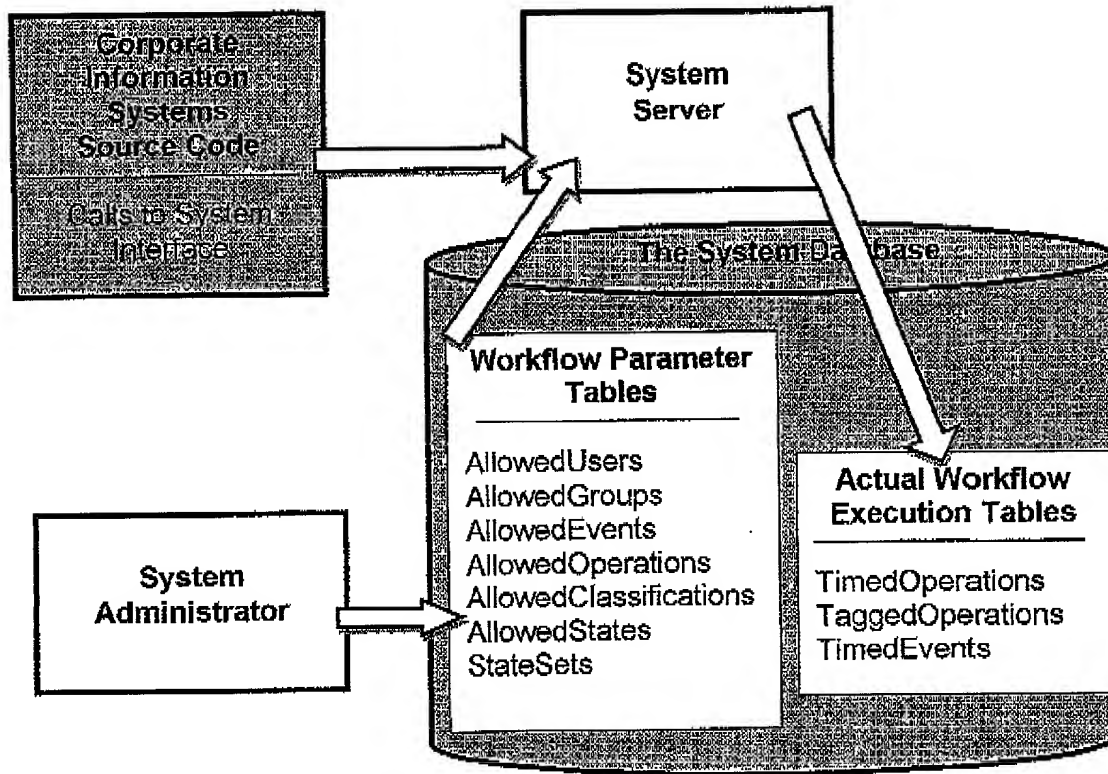 Corporate
Information
Systems
Source Code
Calls to System
Interface
System
Server
The System Database
Workflow Parameter
Tables
AllowedUsers
AllowedGroups
AllowedEvents
AllowedOperations
AllowedClassifications
AllowedStates
StateSets
Actual Workflow
Execution Tables
TimedOperations
TaggedOperations
TimedEvents
System
Administrator